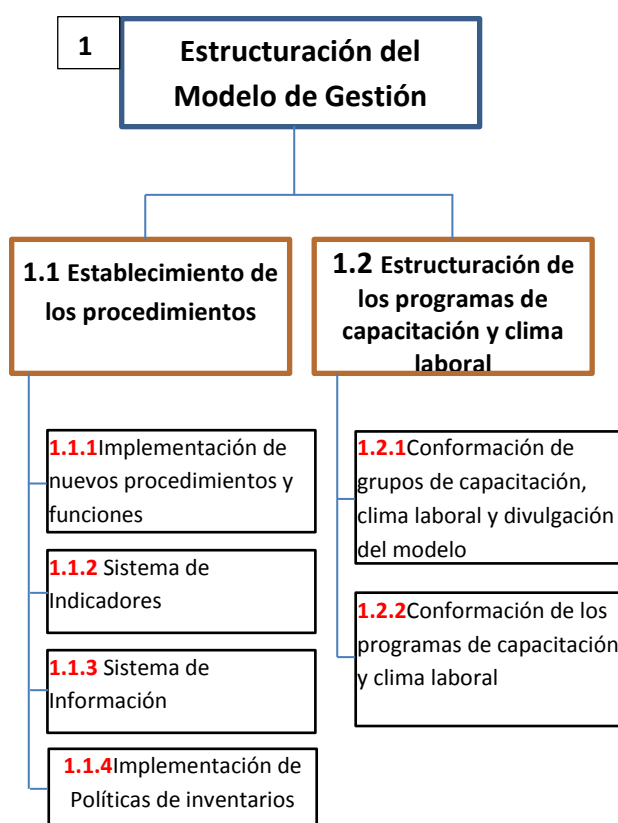 1
Estructuración del
Modelo de Gestión
1.1 Establecimiento de
los procedimientos
1.2 Estructuración de
los programas de
capacitación y clima
laboral
1.1.1Implementación de
nuevos procedimientos y
funciones
1.1.2 Sistema de
Indicadores
1.1.3 Sistema de
Información
1.1.4Implementación de
Políticas de inventarios
1.2.1Conformación de
grupos de capacitación,
clima laboral y divulgación
del modelo
1.2.2Conformación de los
programas de capacitación
y clima laboral